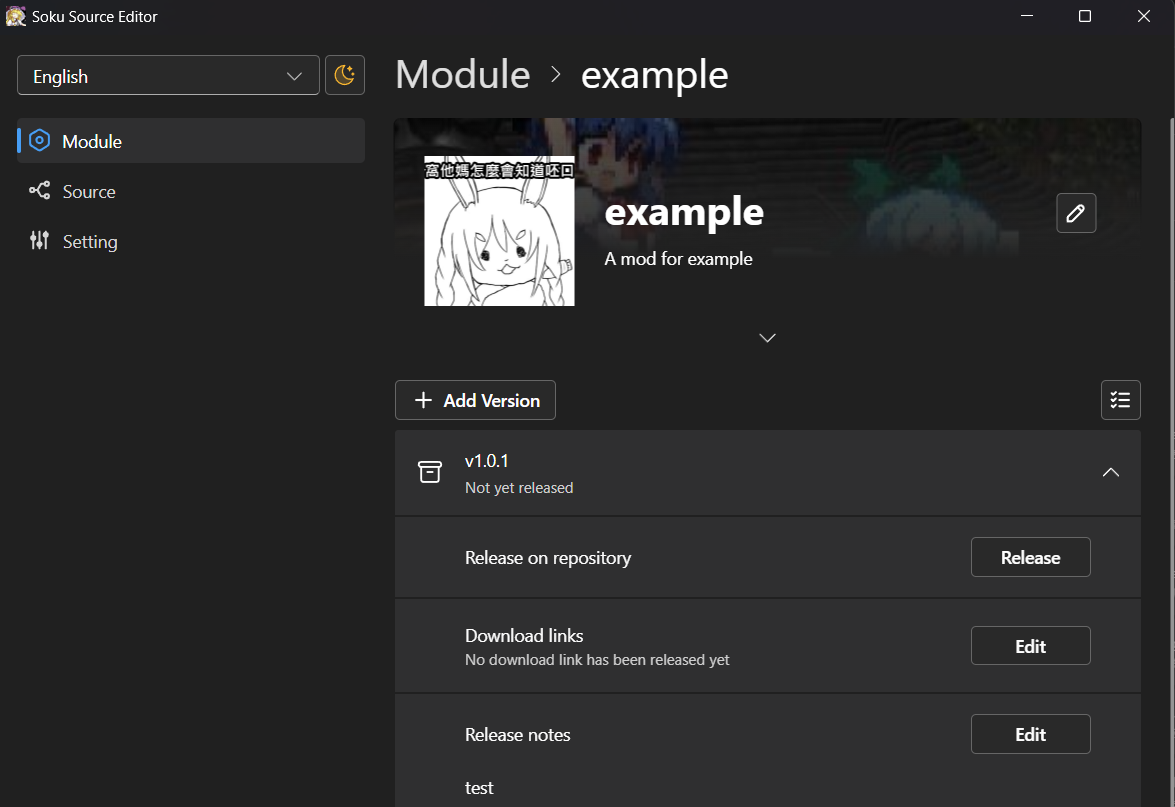 Soku Source Editor
English
Module
Source
Setting
Module > example
窩他媽怎麼會知道呸口
example
A mod for example
Add Version
v1.0.1
Not yet released
Release on repository
Release
Download links
No download link has been released yet
Edit
Release notes
Edit
test